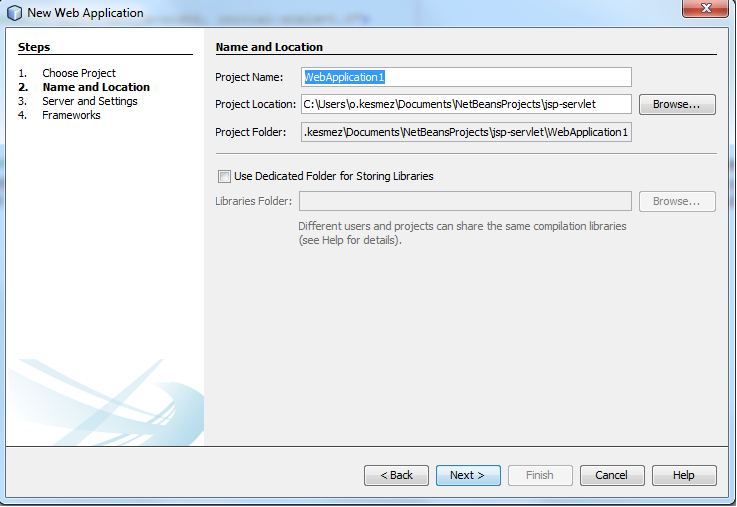 New Web Application
Steps
1. Choose Project
2. Name and Location
3. Server and Settings
4. Frameworks
Name and Location
Project Name: WebApplication1
Project Location: C:\Users\o.kesmez\Documents\NetBeansProjects\jsp-servlet Browse...
Project Folder: .kesmez\Documents\NetBeansProjects\jsp-servlet\WebApplication1
Use Dedicated Folder for Storing Libraries
Libraries Folder: Browse...
Different users and projects can share the same compilation libraries
(see Help for details).
< Back Next > Finish Cancel Help